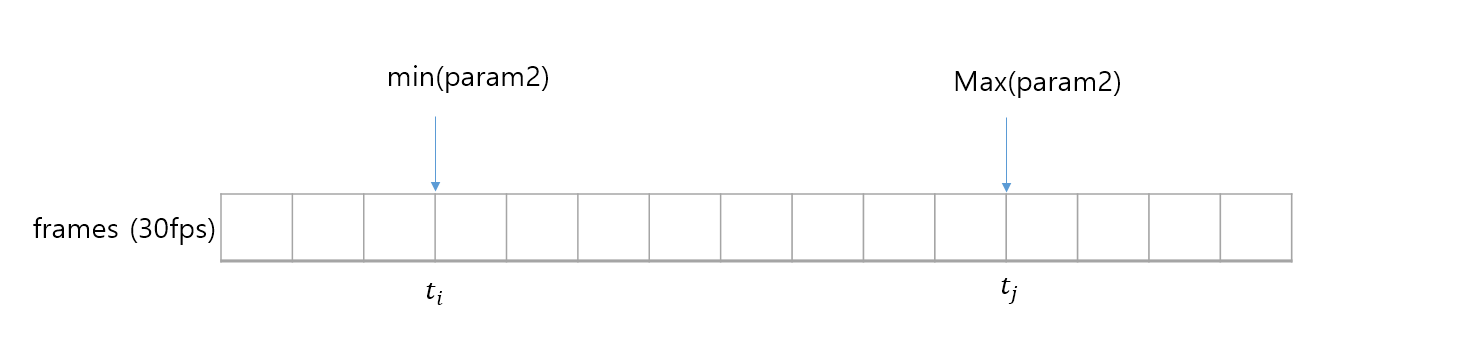 min(param2)
Max(param2)
frames (30fps)
t_i
t_j